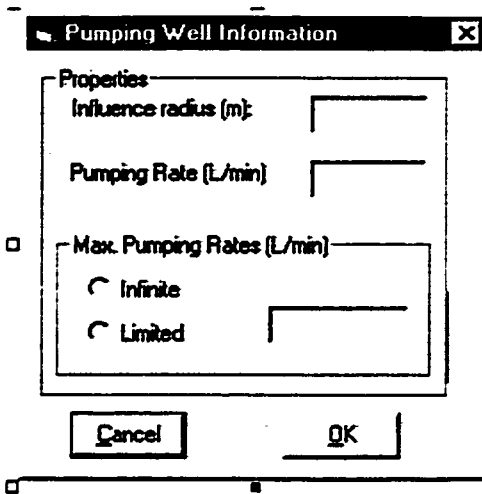 Pumping Well Information
Properties
Influence radius (m):
Pumping Rate (L/min)
Max. Pumping Rates (L/min)
Infinite
Limited
Cancel
OK